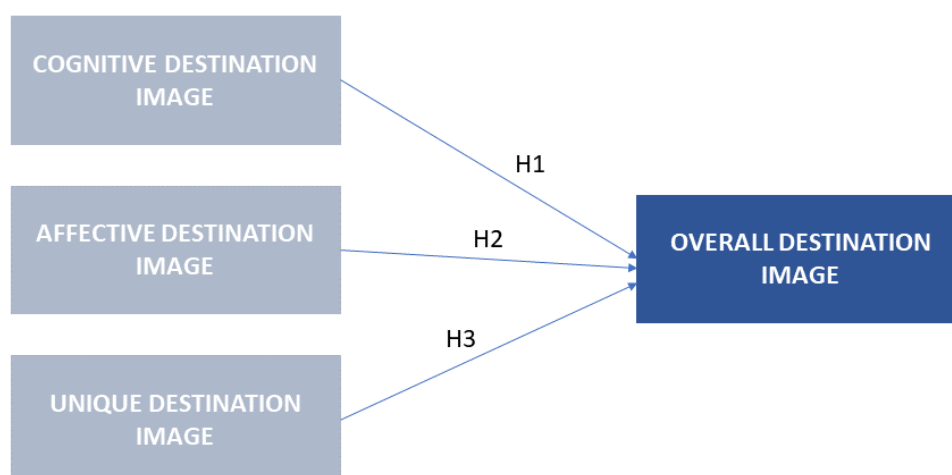 COGNITIVE DESTINATION
IMAGE
H1
AFFECTIVE DESTINATION
IMAGE
H2
OVERALL DESTINATION
IMAGE
H3
UNIQUE DESTINATION
IMAGE